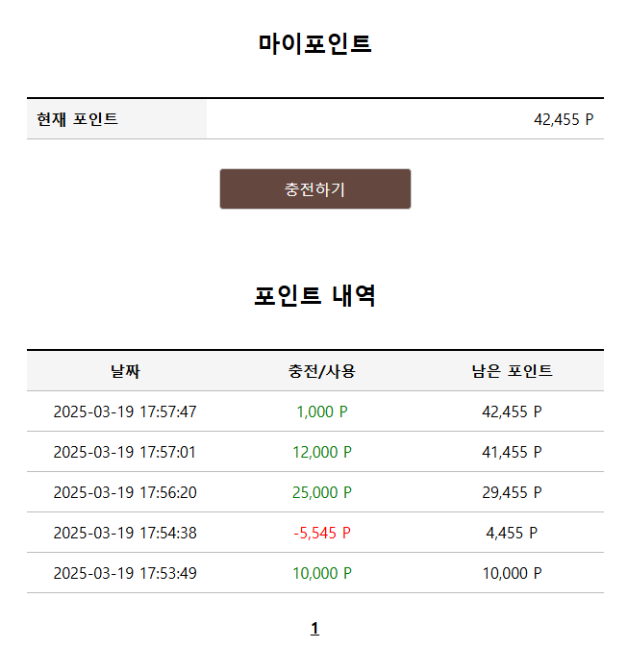 마이포인트
현재 포인트 42,455 P
충전하기
포인트 내역
날짜 충전/사용 남은 포인트
2025-03-19 17:57:47 1,000 P 42,455 P
2025-03-19 17:57:01 12,000 P 41,455 P
2025-03-19 17:56:20 25,000 P 29,455 P
2025-03-19 17:54:38 -5,545 P 4,455 P
2025-03-19 17:53:49 10,000 P 10,000 P
1